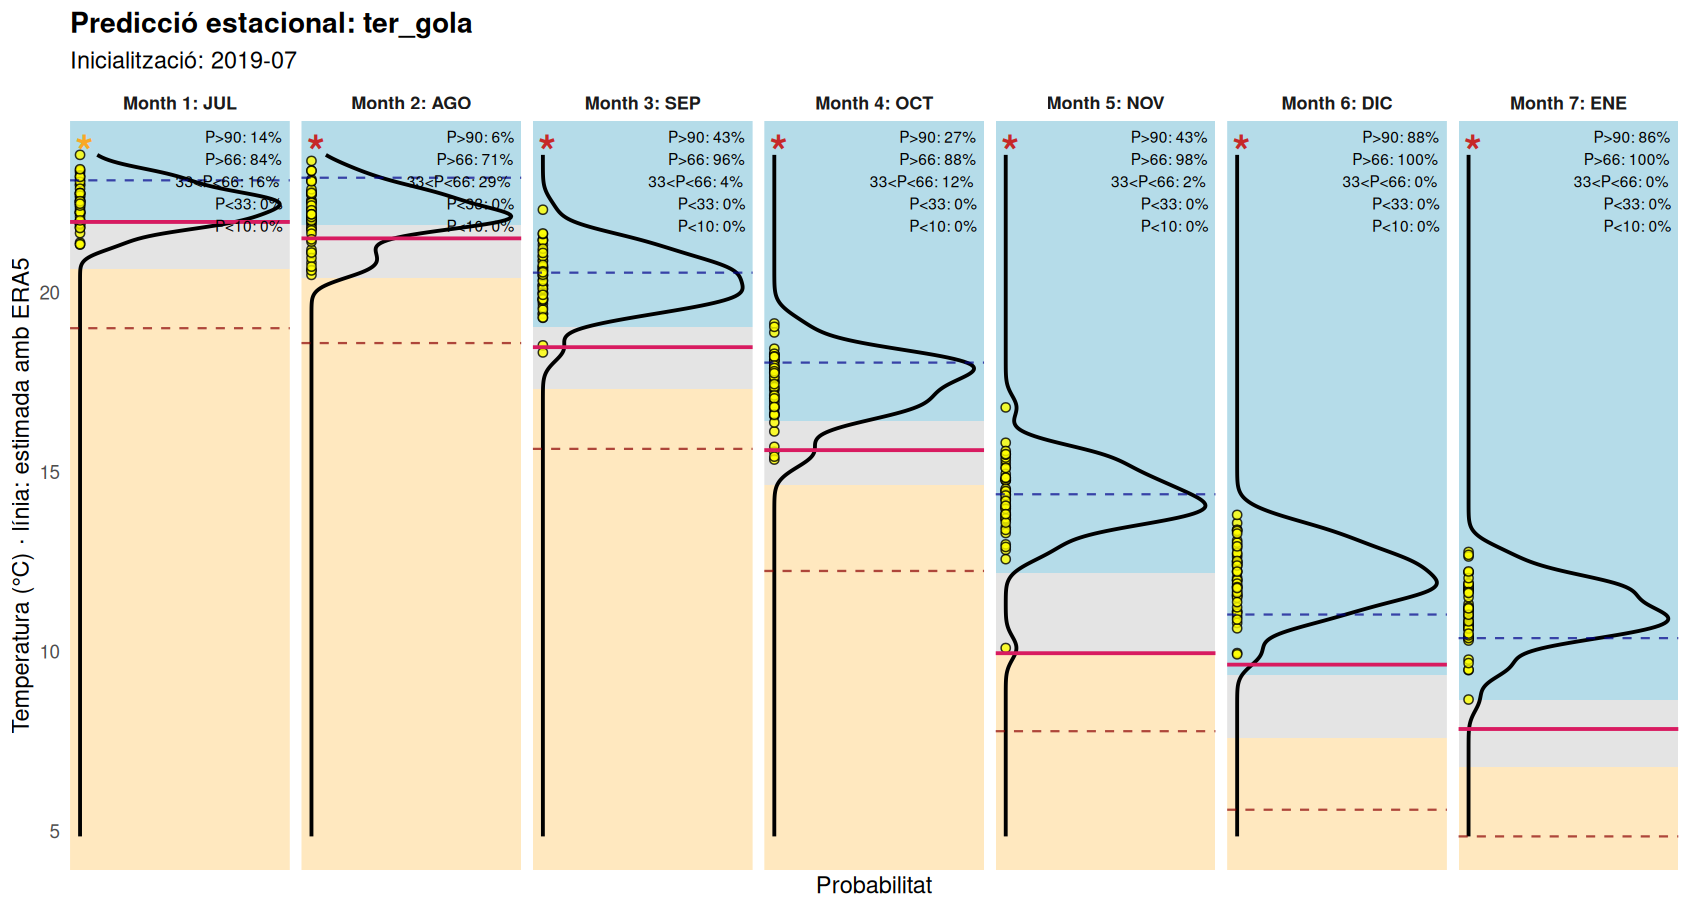 Predicció estacional: ter_gola
Inicialització: 2019-07
Month 1: JUL
P>90: 14%
P>66: 84%
33<P<66: 16%
P<33: 0%
P<10: 0%
Month 2: AGO
P>90: 6%
P>66: 71%
33<P<66: 29%
P<33: 0%
P<10: 0%
Month 3: SEP
P>90: 43%
P>66: 96%
33<P<66: 4%
P<33: 0%
P<10: 0%
Month 4: OCT
P>90: 27%
P>66: 88%
33<P<66: 12%
P<33: 0%
P<10: 0%
Month 5: NOV
P>90: 43%
P>66: 98%
33<P<66: 2%
P<33: 0%
P<10: 0%
Month 6: DIC
P>90: 88%
P>66: 100%
33<P<66: 0%
P<33: 0%
P<10: 0%
Month 7: ENE
P>90: 86%
P>66: 100%
33<P<66: 0%
P<33: 0%
P<10: 0%
Temperatura (°C) · línia: estimada amb ERA5
20
15
10
5
Probabilitat